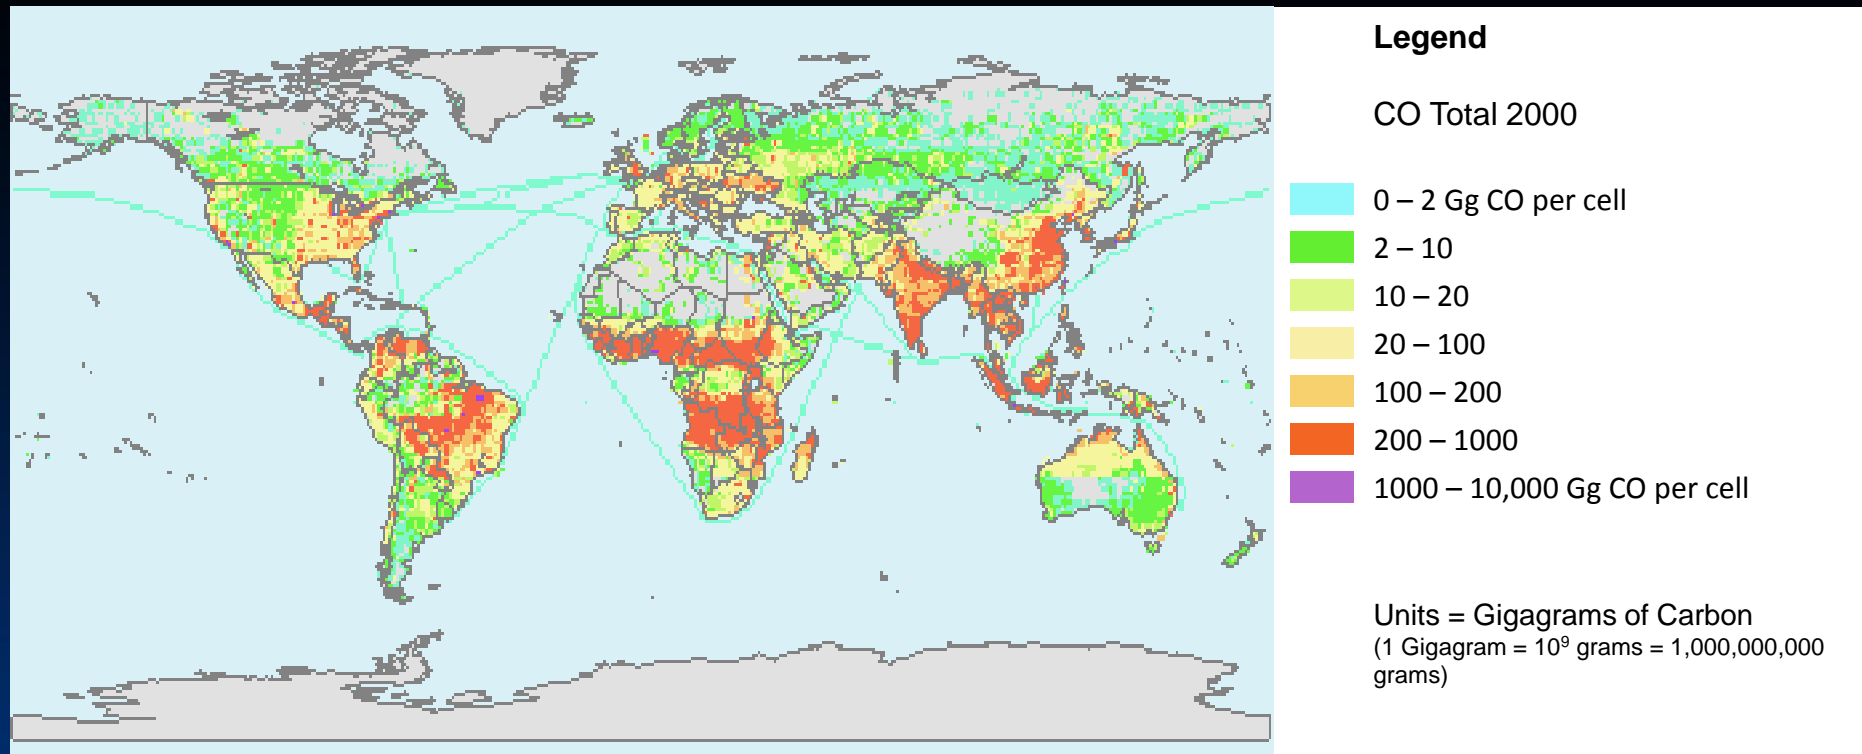 Legend
CO Total 2000
0 – 2 Gg CO per cell
2 – 10
10 – 20
20 – 100
100 – 200
200 – 1000
1000 – 10,000 Gg CO per cell
Units = Gigagrams of Carbon
(1 Gigagram = 10⁹ grams = 1,000,000,000
grams)